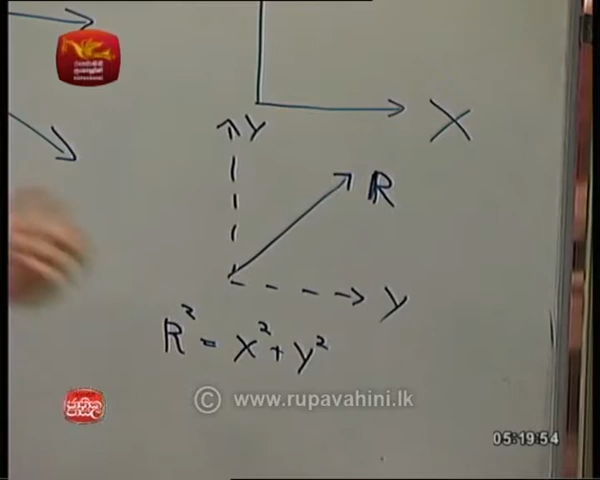 X
Y
R
Y
R² = X² + Y²
© www.rupavahini.lk
05:19:54